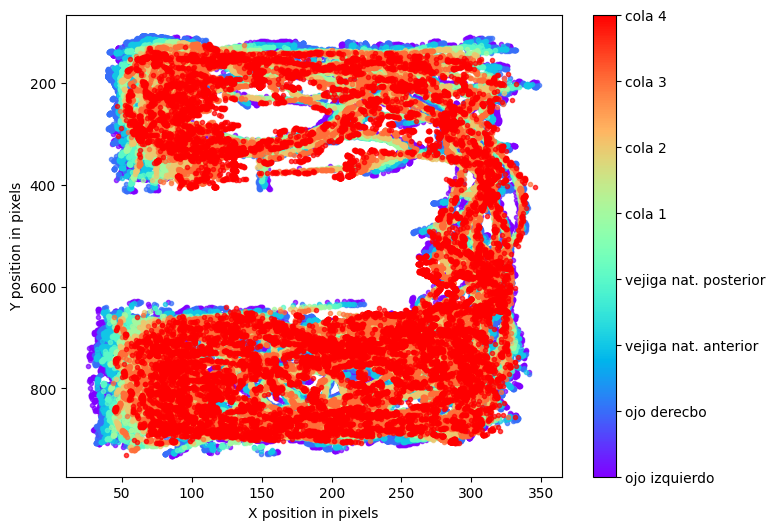 200
400
600
800
Y position in pixels
50
100
150
200
250
300
350
X position in pixels
cola 4
cola 3
cola 2
cola 1
vejiga nat. posterior
vejiga nat. anterior
ojo derecbo
ojo izquierdo